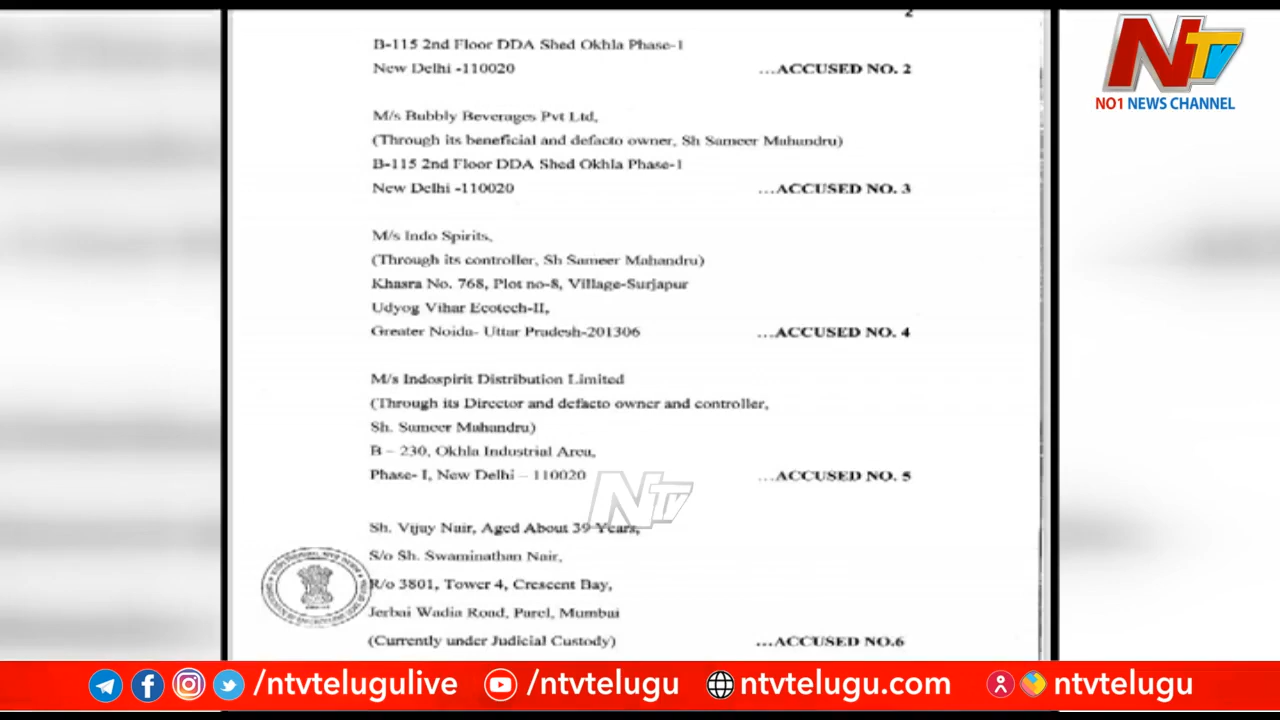 2
B-115 2nd Floor DDA Shed Okhla Phase-1
New Delhi -110020 ...ACCUSED NO. 2
M/s Bubbly Beverages Pvt Ltd,
(Through its beneficial and defacto owner, Sh Sameer Mahandru)
B-115 2nd Floor DDA Shed Okhla Phase-1
New Delhi -110020 ...ACCUSED NO. 3
M/s Indo Spirits,
(Through its controller, Sh Sameer Mahandru)
Khasra No. 768, Plot no-8, Village-Surjapur
Udyog Vihar Ecotech-II,
Greater Noida- Uttar Pradesh-201306 ...ACCUSED NO. 4
M/s Indospirit Distribution Limited
(Through its Director and defacto owner and controller,
Sh. Sameer Mahandru)
B – 230, Okhla Industrial Area,
Phase- I, New Delhi – 110020 ...ACCUSED NO. 5
Sh. Vijay Nair, Aged About 39 Years,
S/o Sh. Swaminathan Nair,
R/o 3801, Tower 4, Crescent Bay,
Jerbai Wadia Road, Parel, Mumbai
(Currently under Judicial Custody) ...ACCUSED NO.6
NTV
NO1 NEWS CHANNEL
NTV
/ntvtelugulive /ntvtelugu ntvtelugu.com ntvtelugu